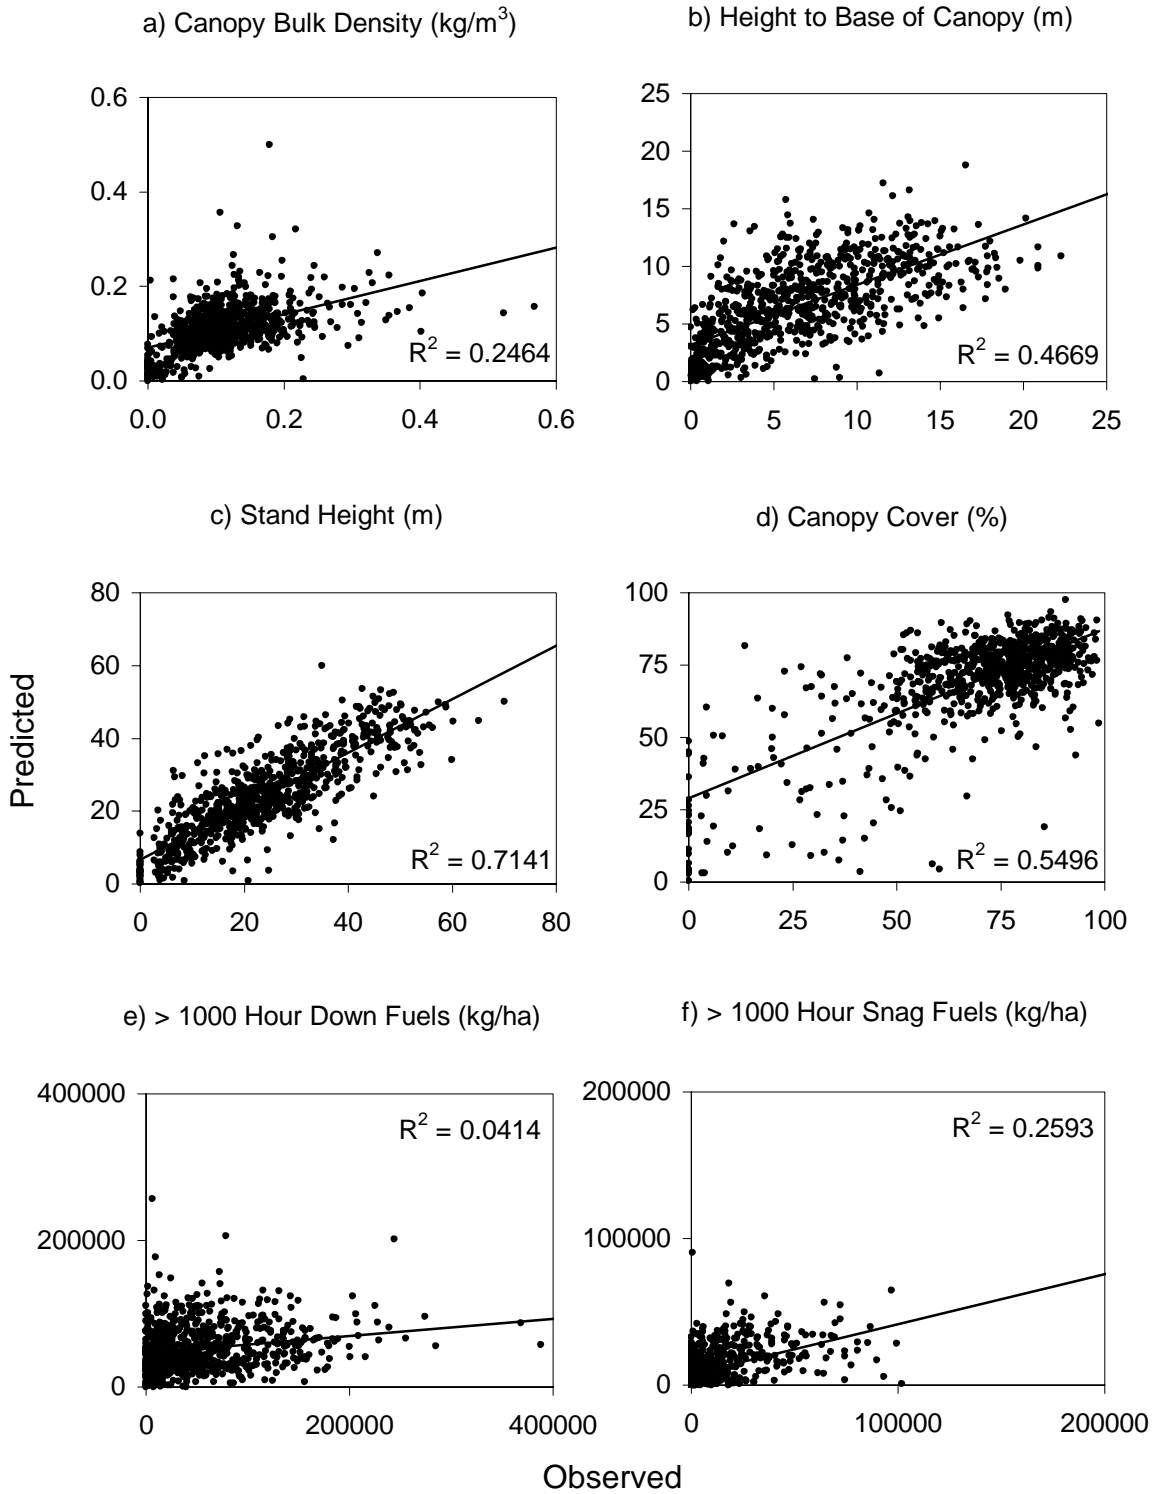 a) Canopy Bulk Density (kg/m³)
b) Height to Base of Canopy (m)
0.6
0.4
0.2
0.0
0.0 0.2 0.4 0.6
R² = 0.2464
25
20
15
10
5
0
0 5 10 15 20 25
R² = 0.4669
c) Stand Height (m)
d) Canopy Cover (%)
Predicted
80
60
40
20
0
0 20 40 60 80
R² = 0.7141
100
75
50
25
0
0 25 50 75 100
R² = 0.5496
e) > 1000 Hour Down Fuels (kg/ha)
f) > 1000 Hour Snag Fuels (kg/ha)
400000
200000
0
0 200000 400000
R² = 0.0414
200000
100000
0
0 100000 200000
R² = 0.2593
Observed